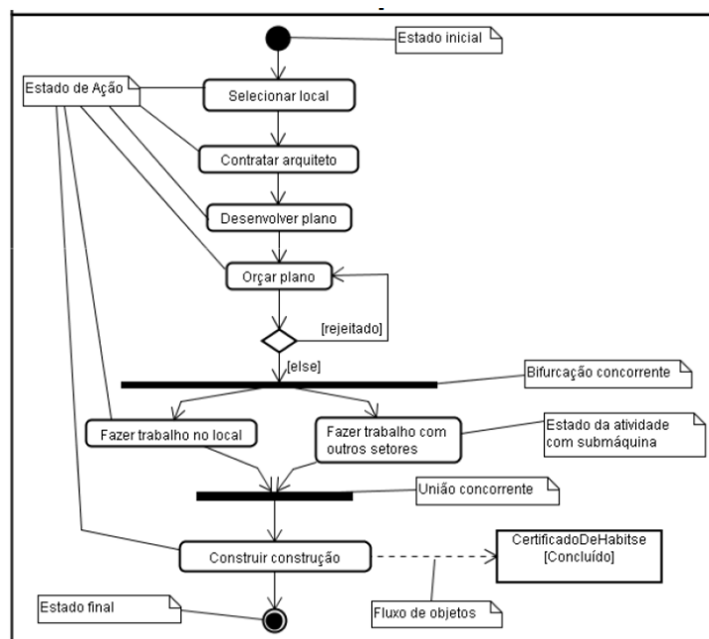 Estado inicial
Estado de Ação
Selecionar local
Contratar arquiteto
Desenvolver plano
Orçar plano
[rejeitado]
[else]
Bifurcação concorrente
Fazer trabalho no local
Fazer trabalho com
outros setores
Estado da atividade
com submáquina
União concorrente
Construir construção
CertificadoDeHabitse
[Concluído]
Estado final
Fluxo de objetos